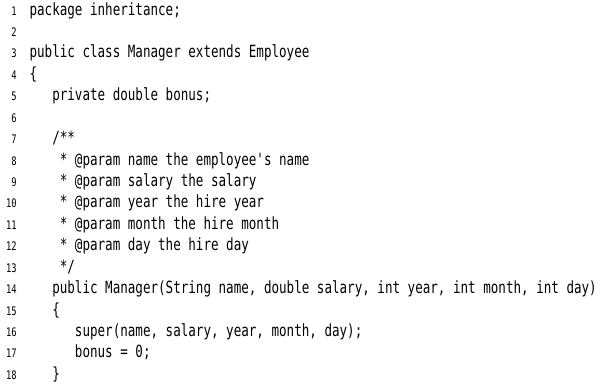 1 package inheritance;
2
3 public class Manager extends Employee
4 {
5    private double bonus;
6
7    /**
8     * @param name the employee's name
9     * @param salary the salary
10     * @param year the hire year
11     * @param month the hire month
12     * @param day the hire day
13     */
14    public Manager(String name, double salary, int year, int month, int day)
15    {
16       super(name, salary, year, month, day);
17       bonus = 0;
18    }